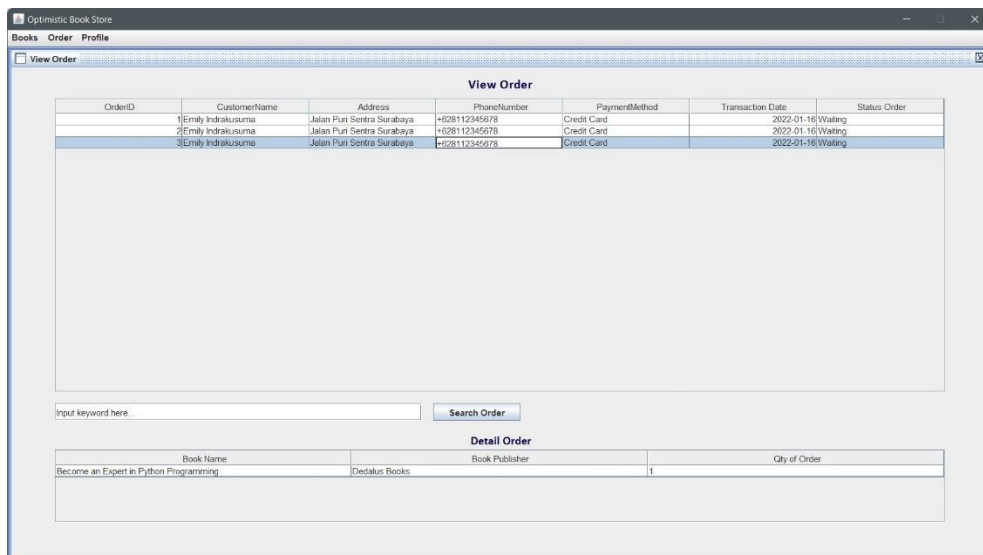 Optimistic Book Store
Books Order Profile
View Order
View Order
OrderID CustomerName Address PhoneNumber PaymentMethod Transaction Date Status Order
1 Emily Indrakusuma Jalan Puri Sentra Surabaya +628112345678 Credit Card 2022-01-16 Waiting
2 Emily Indrakusuma Jalan Puri Sentra Surabaya +628112345678 Credit Card 2022-01-16 Waiting
3 Emily Indrakusuma Jalan Puri Sentra Surabaya +628112345678 Credit Card 2022-01-16 Waiting
Input keyword here... Search Order
Detail Order
Book Name Book Publisher Qty of Order
Become an Expert in Python Programming Dedalus Books 1